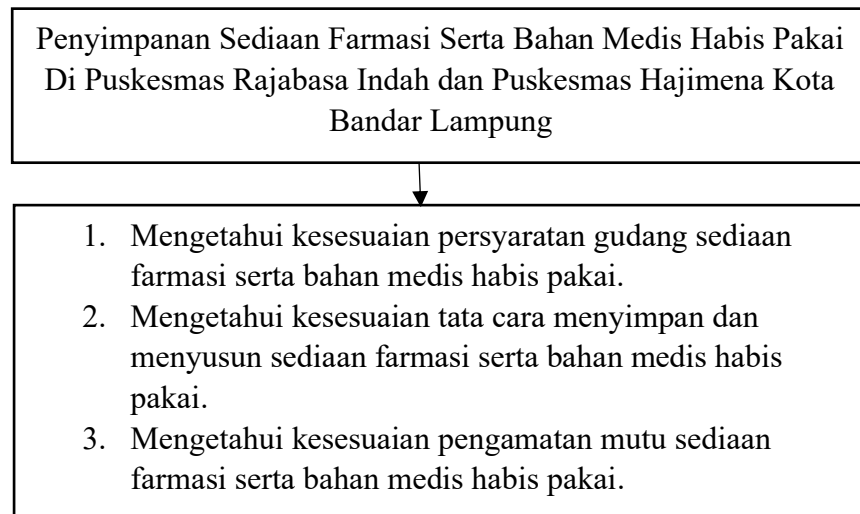 Penyimpanan Sediaan Farmasi Serta Bahan Medis Habis Pakai
Di Puskesmas Rajabasa Indah dan Puskesmas Hajimena Kota
Bandar Lampung
1. Mengetahui kesesuaian persyaratan gudang sediaan
farmasi serta bahan medis habis pakai.
2. Mengetahui kesesuaian tata cara menyimpan dan
menyusun sediaan farmasi serta bahan medis habis
pakai.
3. Mengetahui kesesuaian pengamatan mutu sediaan
farmasi serta bahan medis habis pakai.